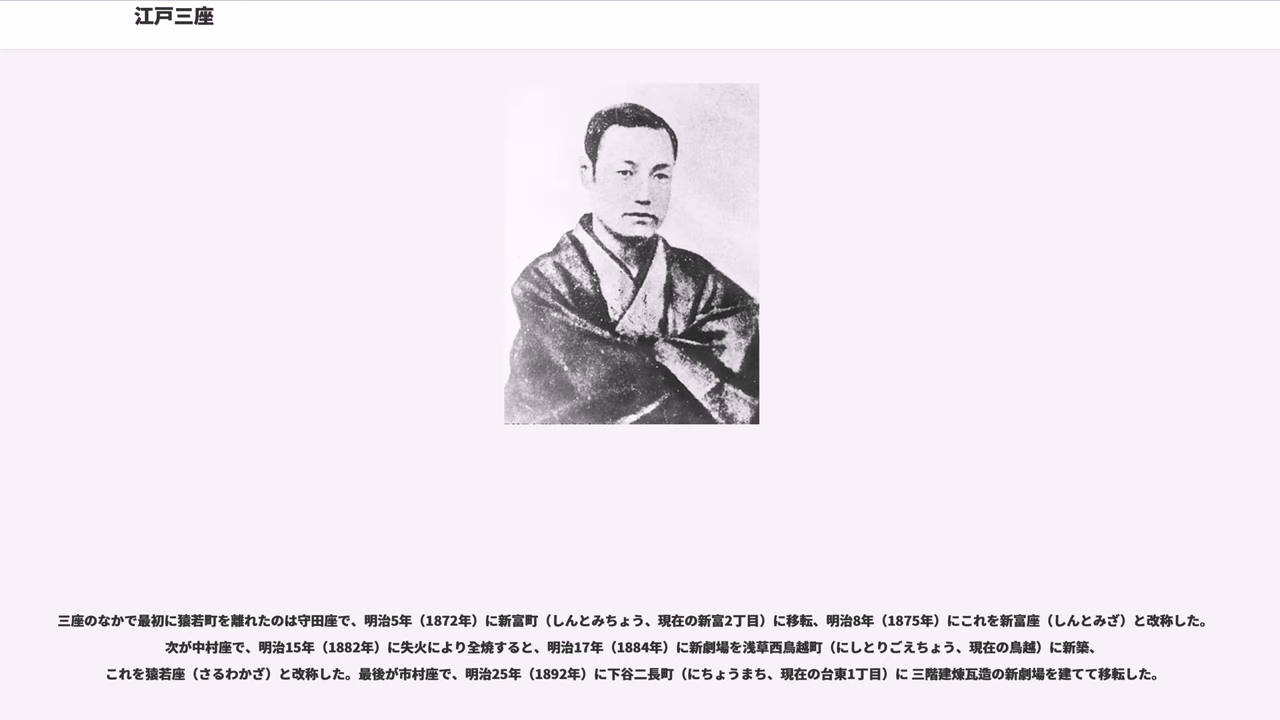 江戸三座
三座のなかで最初に猿若町を離れたのは守田座で、明治5年（1872年）に新富町（しんとみちょう、現在の新富2丁目）に移転、明治8年（1875年）にこれを新富座（しんとみざ）と改称した。
次が中村座で、明治15年（1882年）に失火により全焼すると、明治17年（1884年）に新劇場を浅草西鳥越町（にしとりごえちょう、現在の鳥越）に新築、
これを猿若座（さるわかざ）と改称した。最後が市村座で、明治25年（1892年）に下谷二長町（にちょうまち、現在の台東1丁目）に 三階建煉瓦造の新劇場を建てて移転した。